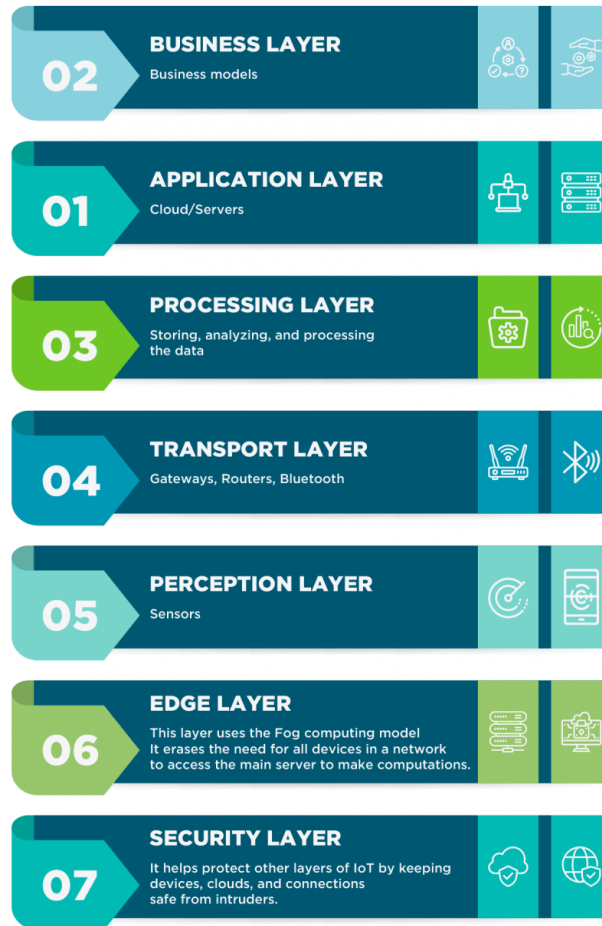 02
BUSINESS LAYER
Business models
01
APPLICATION LAYER
Cloud/Servers
03
PROCESSING LAYER
Storing, analyzing, and processing
the data
04
TRANSPORT LAYER
Gateways, Routers, Bluetooth
05
PERCEPTION LAYER
Sensors
06
EDGE LAYER
This layer uses the Fog computing model
It erases the need for all devices in a network
to access the main server to make computations.
07
SECURITY LAYER
It helps protect other layers of IoT by keeping
devices, clouds, and connections
safe from intruders.